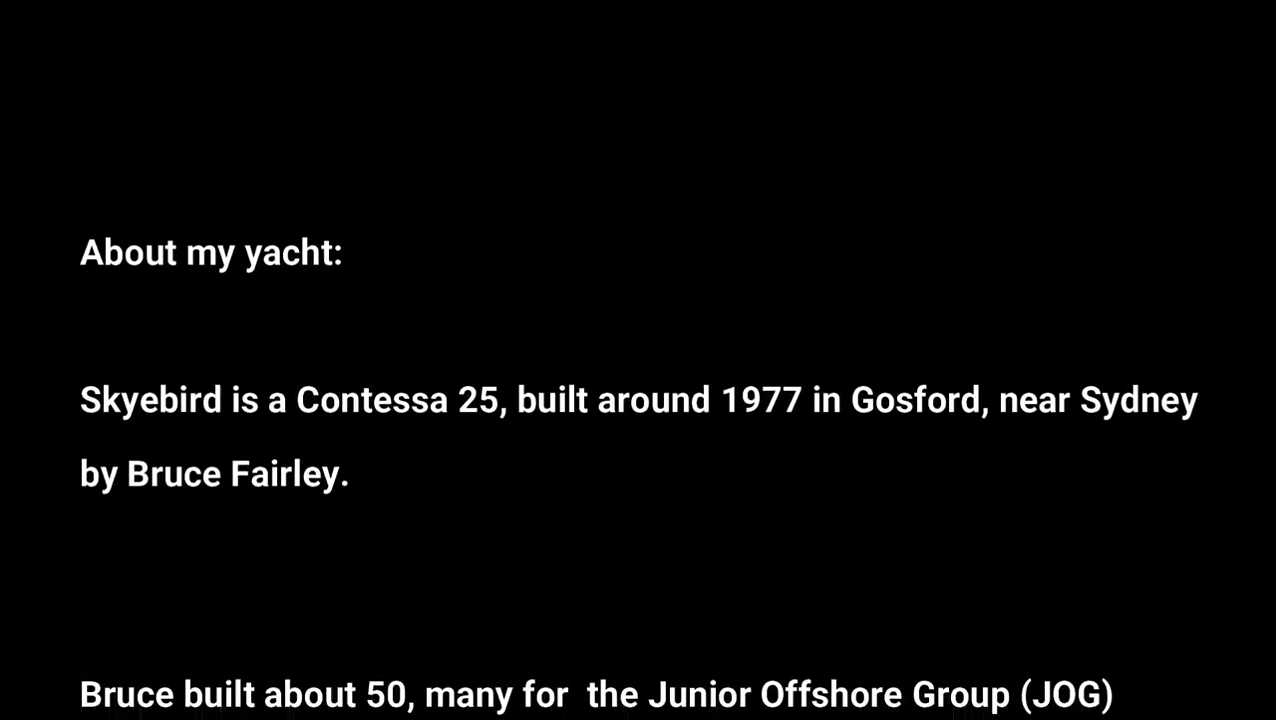 About my yacht:
Skyebird is a Contessa 25, built around 1977 in Gosford, near Sydney
by Bruce Fairley.
Bruce built about 50, many for  the Junior Offshore Group (JOG)